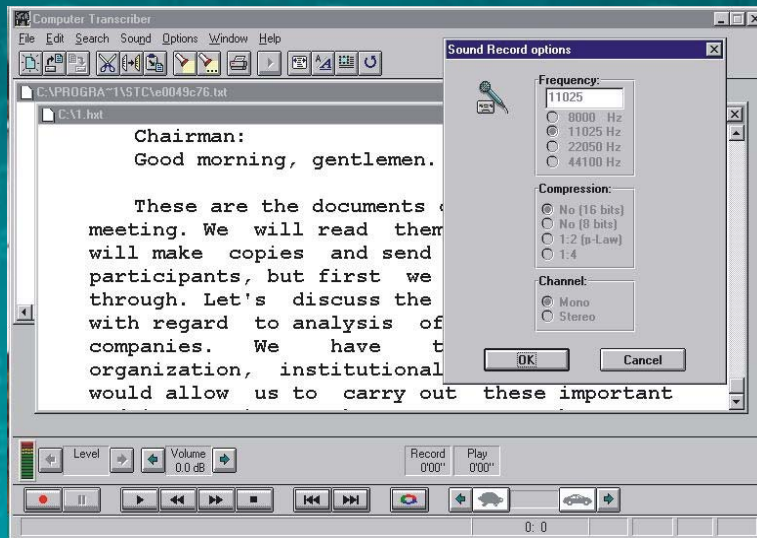 Computer Transcriber
File Edit Search Sound Options Window Help
C:\PROGRA~1\STC\e0049c76.txt
C:\1.hxt
Chairman:
Good morning, gentlemen.
These are the documents
meeting. We will read them
will make copies and send
participants, but first we
through. Let's discuss the
with regard to analysis of
companies. We have t
organization, institutional
would allow us to carry out these important
Sound Record options
Frequency:
11025
8000 Hz
11025 Hz
22050 Hz
44100 Hz
Compression:
No (16 bits)
No (8 bits)
1:2 (µ-Law)
1:4
Channel:
Mono
Stereo
OK Cancel
Level Volume Record Play
0.0 dB 0'00'' 0'00''
0: 0